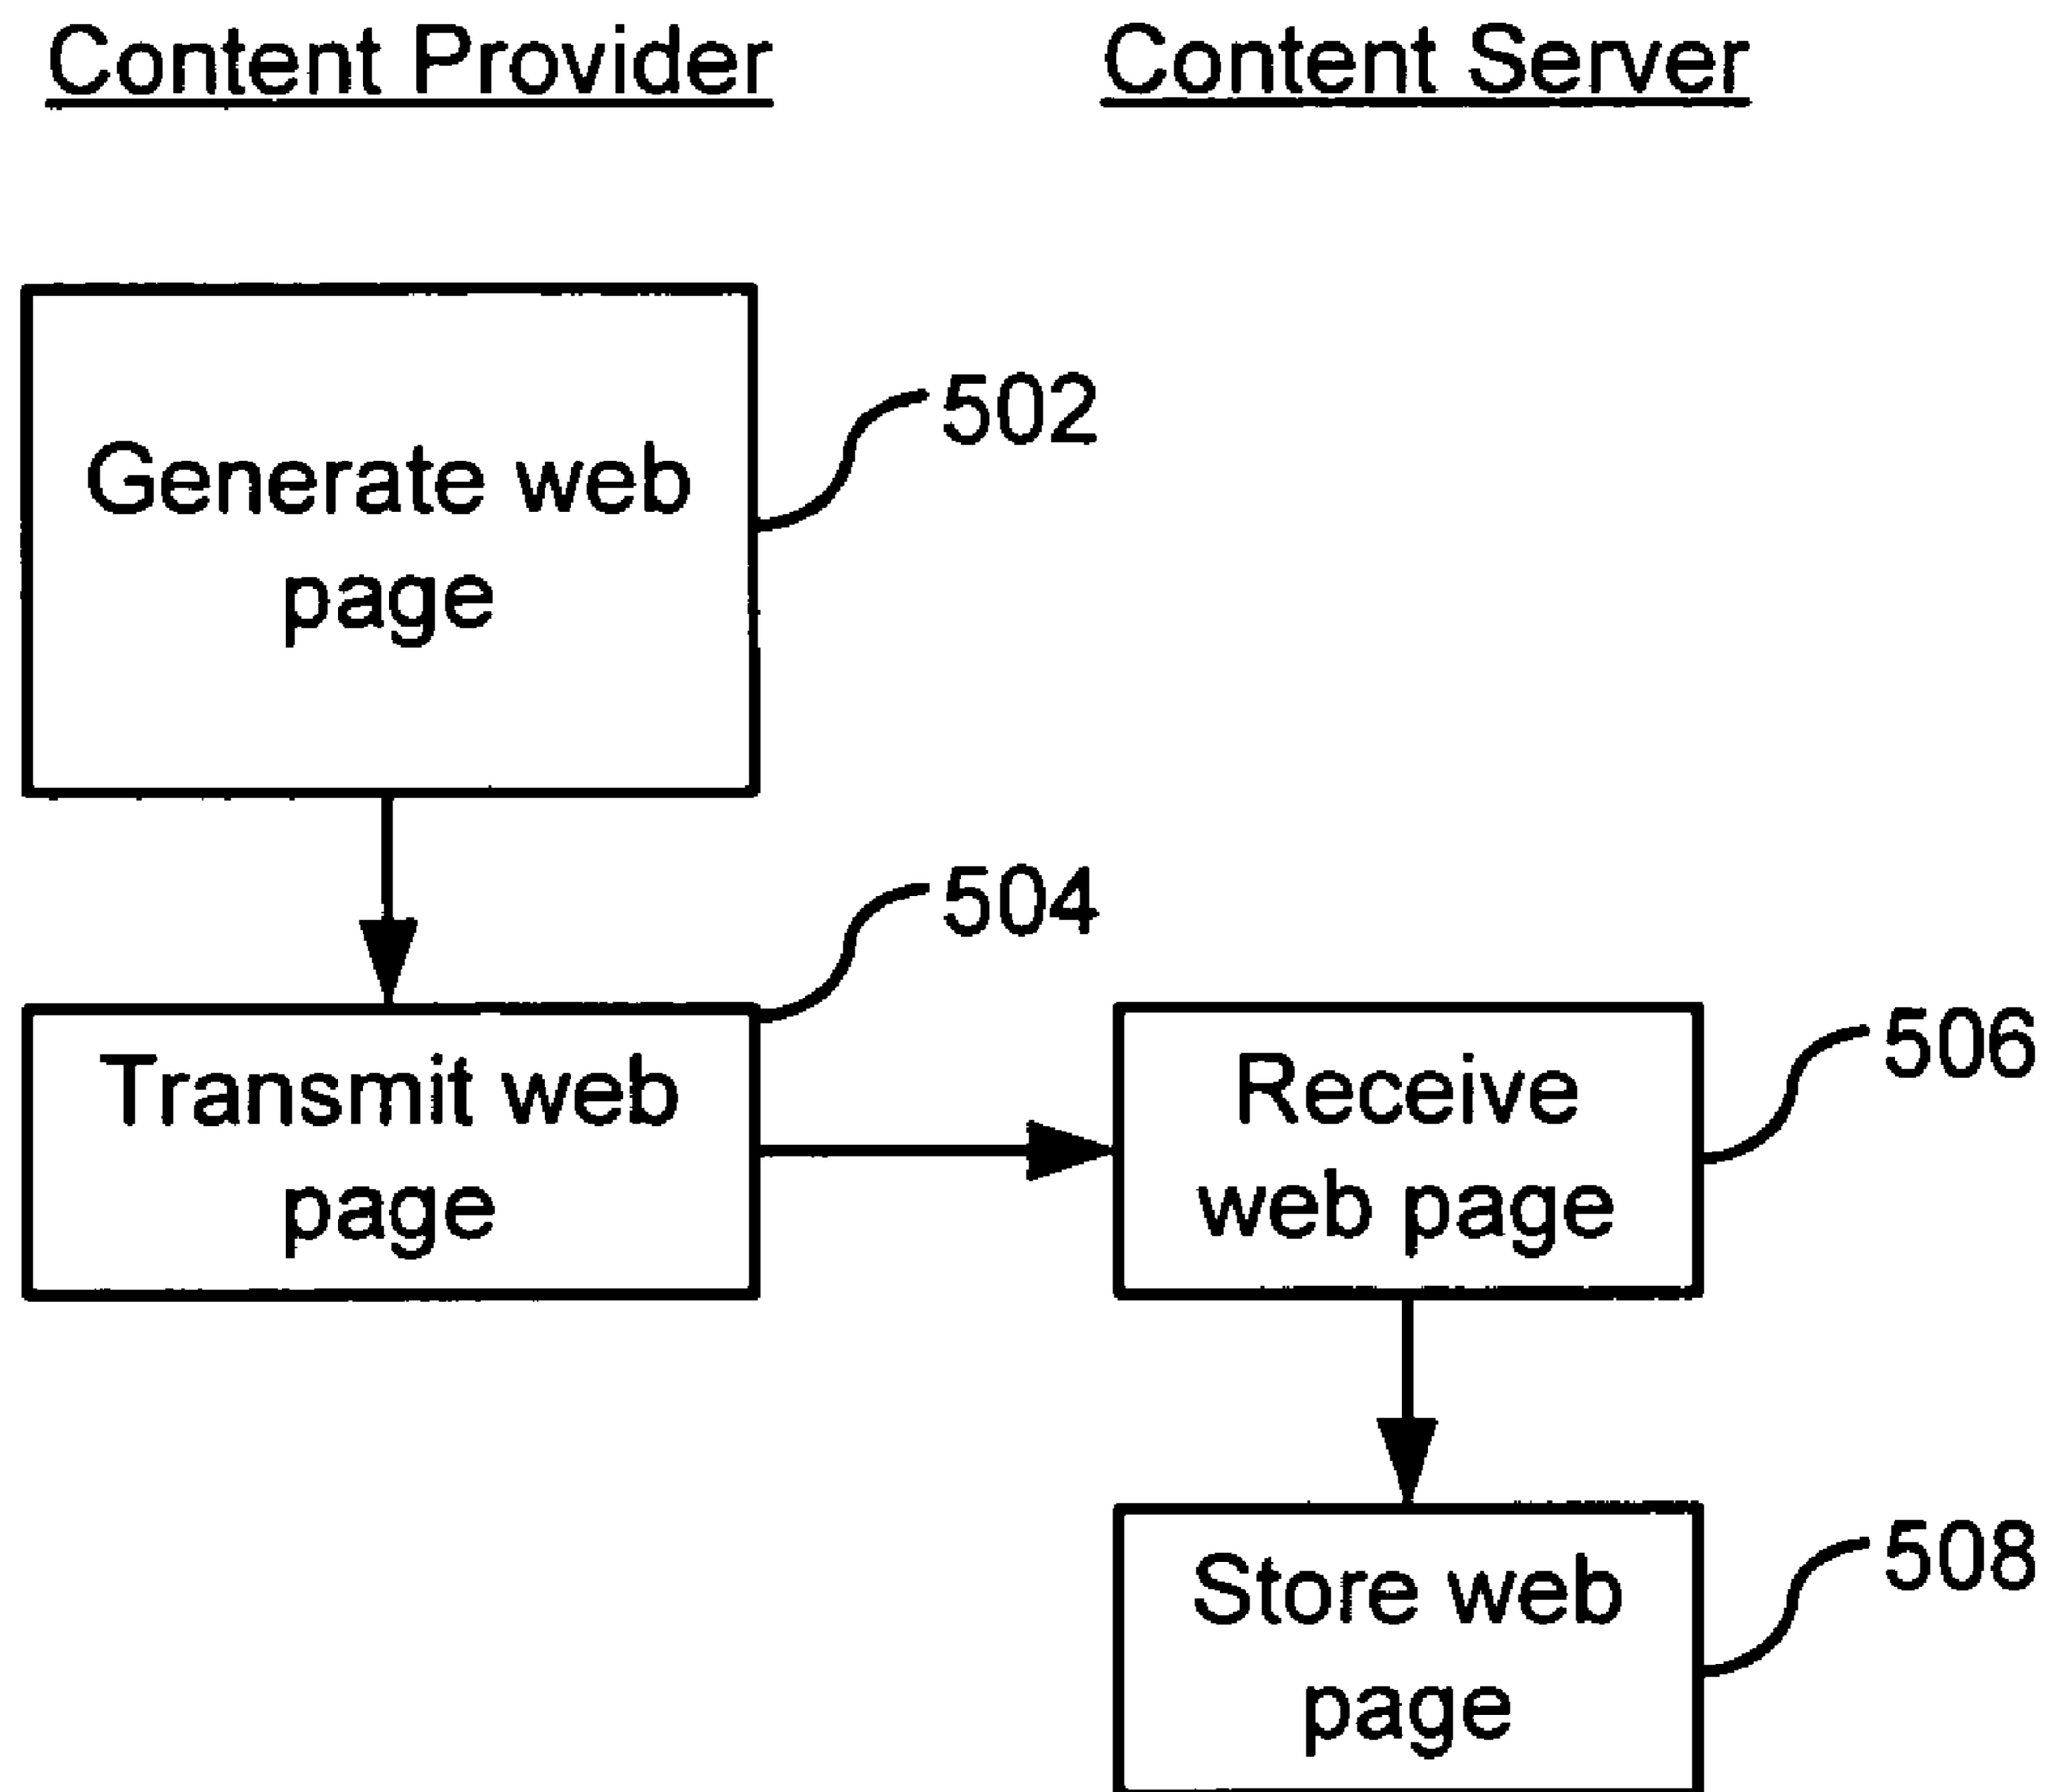 Content Provider
Content Server
Generate web
page
502
Transmit web
page
504
Receive
web page
506
Store web
page
508